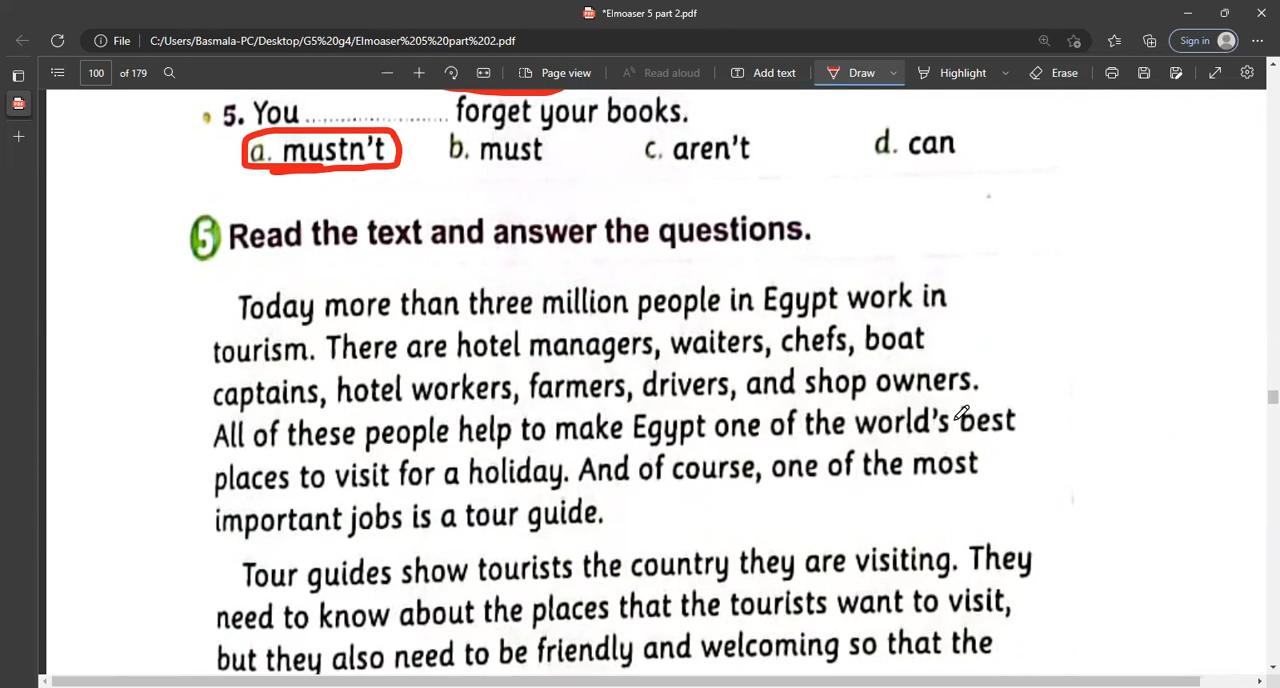 *Elmoaser 5 part 2.pdf
File C:/Users/Basmala-PC/Desktop/G5%20g4/Elmoaser%205%20part%202.pdf Sign in
100 of 179 Page view Read aloud Add text Draw Highlight Erase
5. You ........................ forget your books.
a. mustn't b. must c. aren't d. can
5 Read the text and answer the questions.
Today more than three million people in Egypt work in
tourism. There are hotel managers, waiters, chefs, boat
captains, hotel workers, farmers, drivers, and shop owners.
All of these people help to make Egypt one of the world's best
places to visit for a holiday. And of course, one of the most
important jobs is a tour guide.
Tour guides show tourists the country they are visiting. They
need to know about the places that the tourists want to visit,
but they also need to be friendly and welcoming so that the